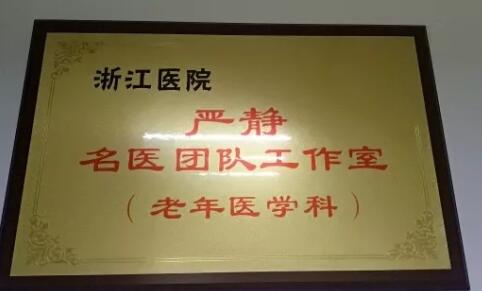 浙江医院
严静
名医团队工作室
（老年医学科）